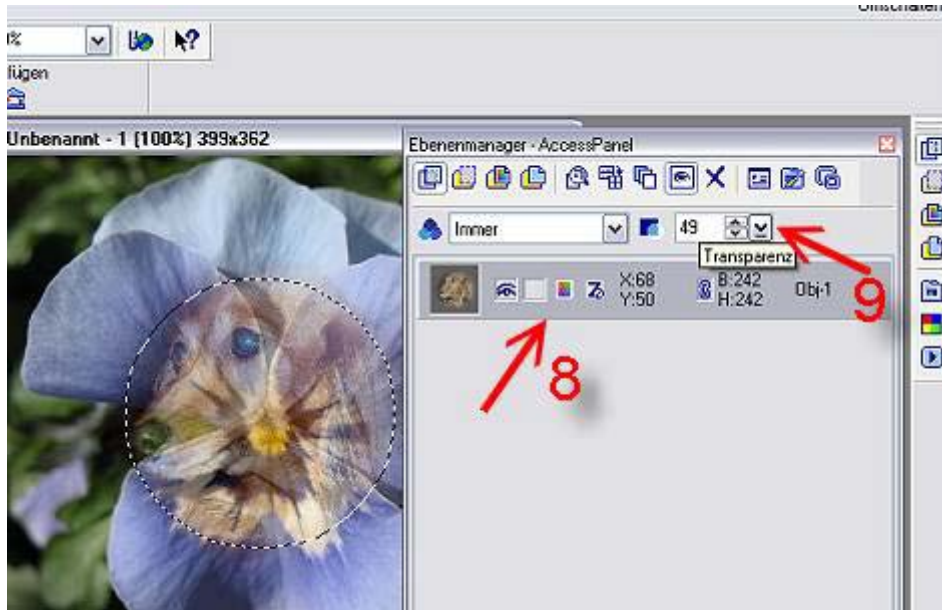 Umschalten
%
fügen
Unbenannt - 1 (100%) 399x362
Ebenenmanager - AccessPanel
Immer
49
Transparenz
X:68
Y:50
B:242
H:242
Obj-1
8
9